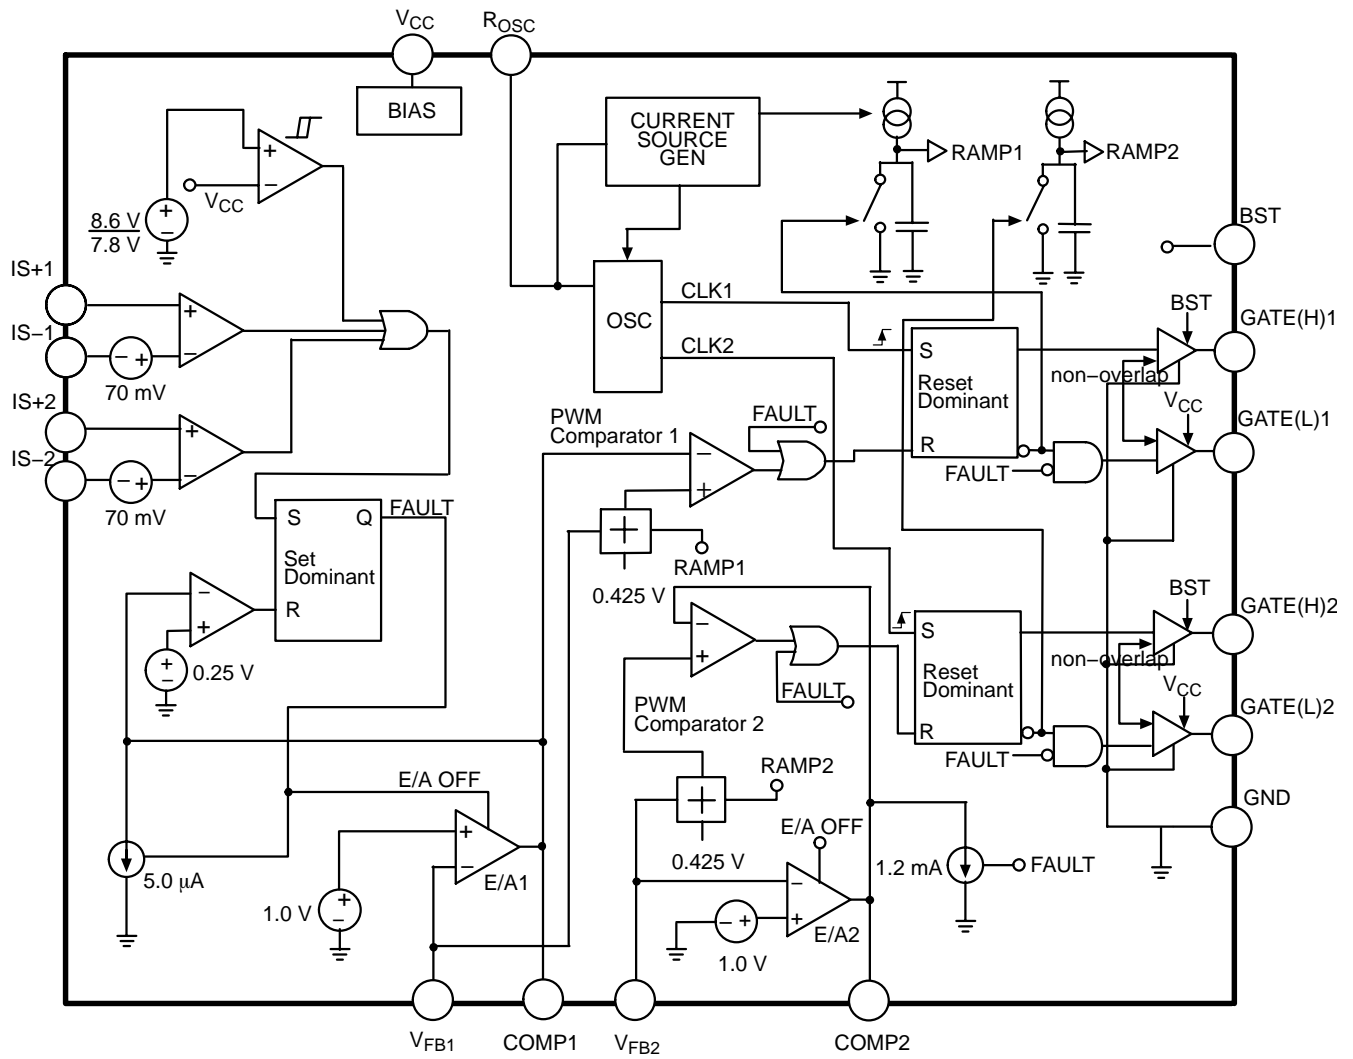 VCC
ROSC
BIAS
CURRENT
SOURCE
GEN
RAMP1
RAMP2
+
−
VCC
8.6 V
7.8 V
+
−
BST
IS+1
IS−1
+
−
− +
70 mV
OSC
CLK1
CLK2
BST
GATE(H)1
S
Reset
Dominant
R
non−overlap
VCC
GATE(L)1
IS+2
IS−2
+
−
− +
70 mV
PWM
Comparator 1
FAULT
−
+
FAULT
S
Q
FAULT
Set
Dominant
R
+
RAMP1
0.425 V
−
+
+
−
0.25 V
BST
GATE(H)2
S
Reset
Dominant
R
−
+
non−overlap
VCC
FAULT
GATE(L)2
PWM
Comparator 2
FAULT
RAMP2
+
0.425 V
E/A OFF
+
−
E/A1
5.0 μA
1.0 V
+
−
E/A OFF
−
+
E/A2
− +
1.0 V
1.2 mA
FAULT
GND
VFB1
COMP1
VFB2
COMP2